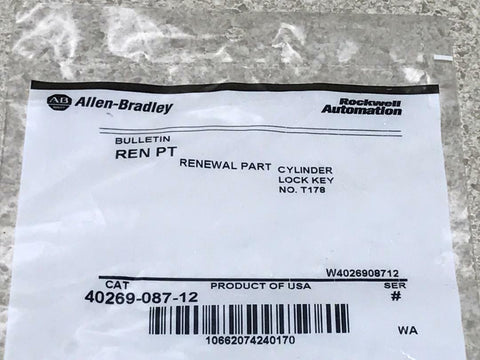 AB Allen-Bradley
Rockwell
Automation
BULLETIN
REN PT
RENEWAL PART
CYLINDER
LOCK KEY
NO. T178
W4026908712
CAT PRODUCT OF USA SER
40269-087-12 #
10662074240170 WA